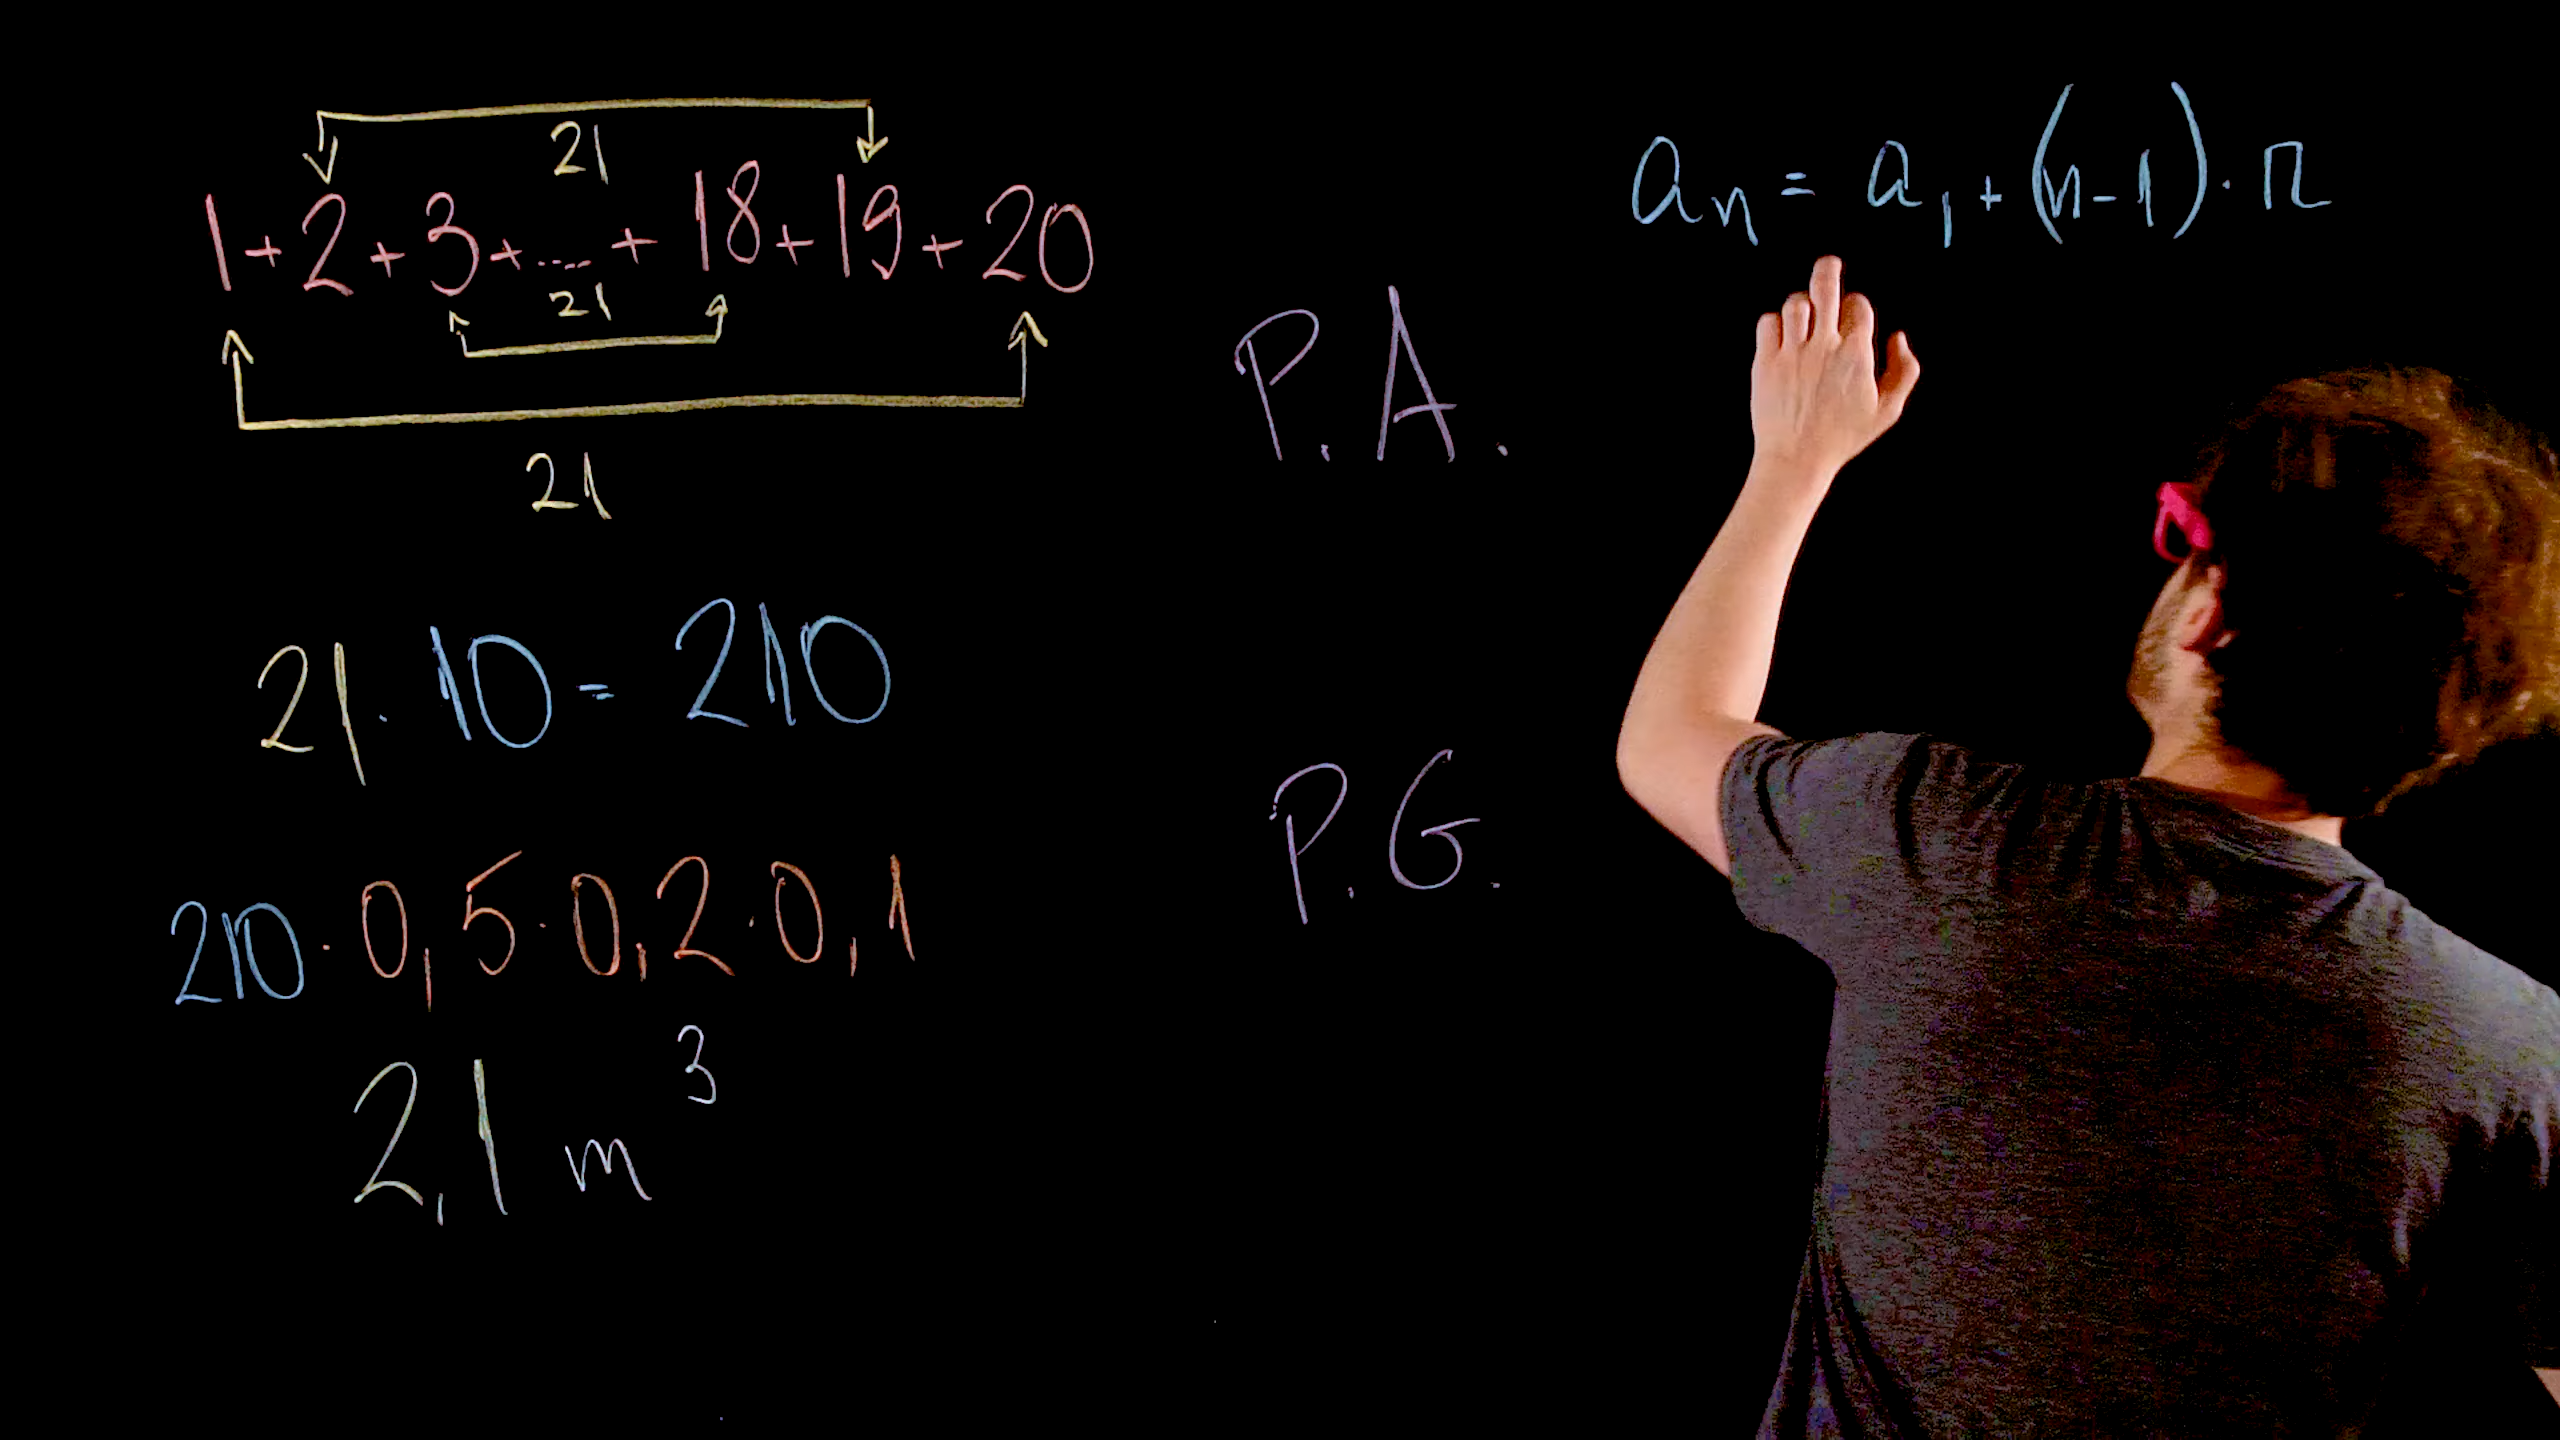 21
1+2+3+....+18+19+20
21
21
21·10=210
210·0,5·0,2·0,1
2,1 m³
aₙ = a₁ + (n-1)·r
P.A.
P.G.